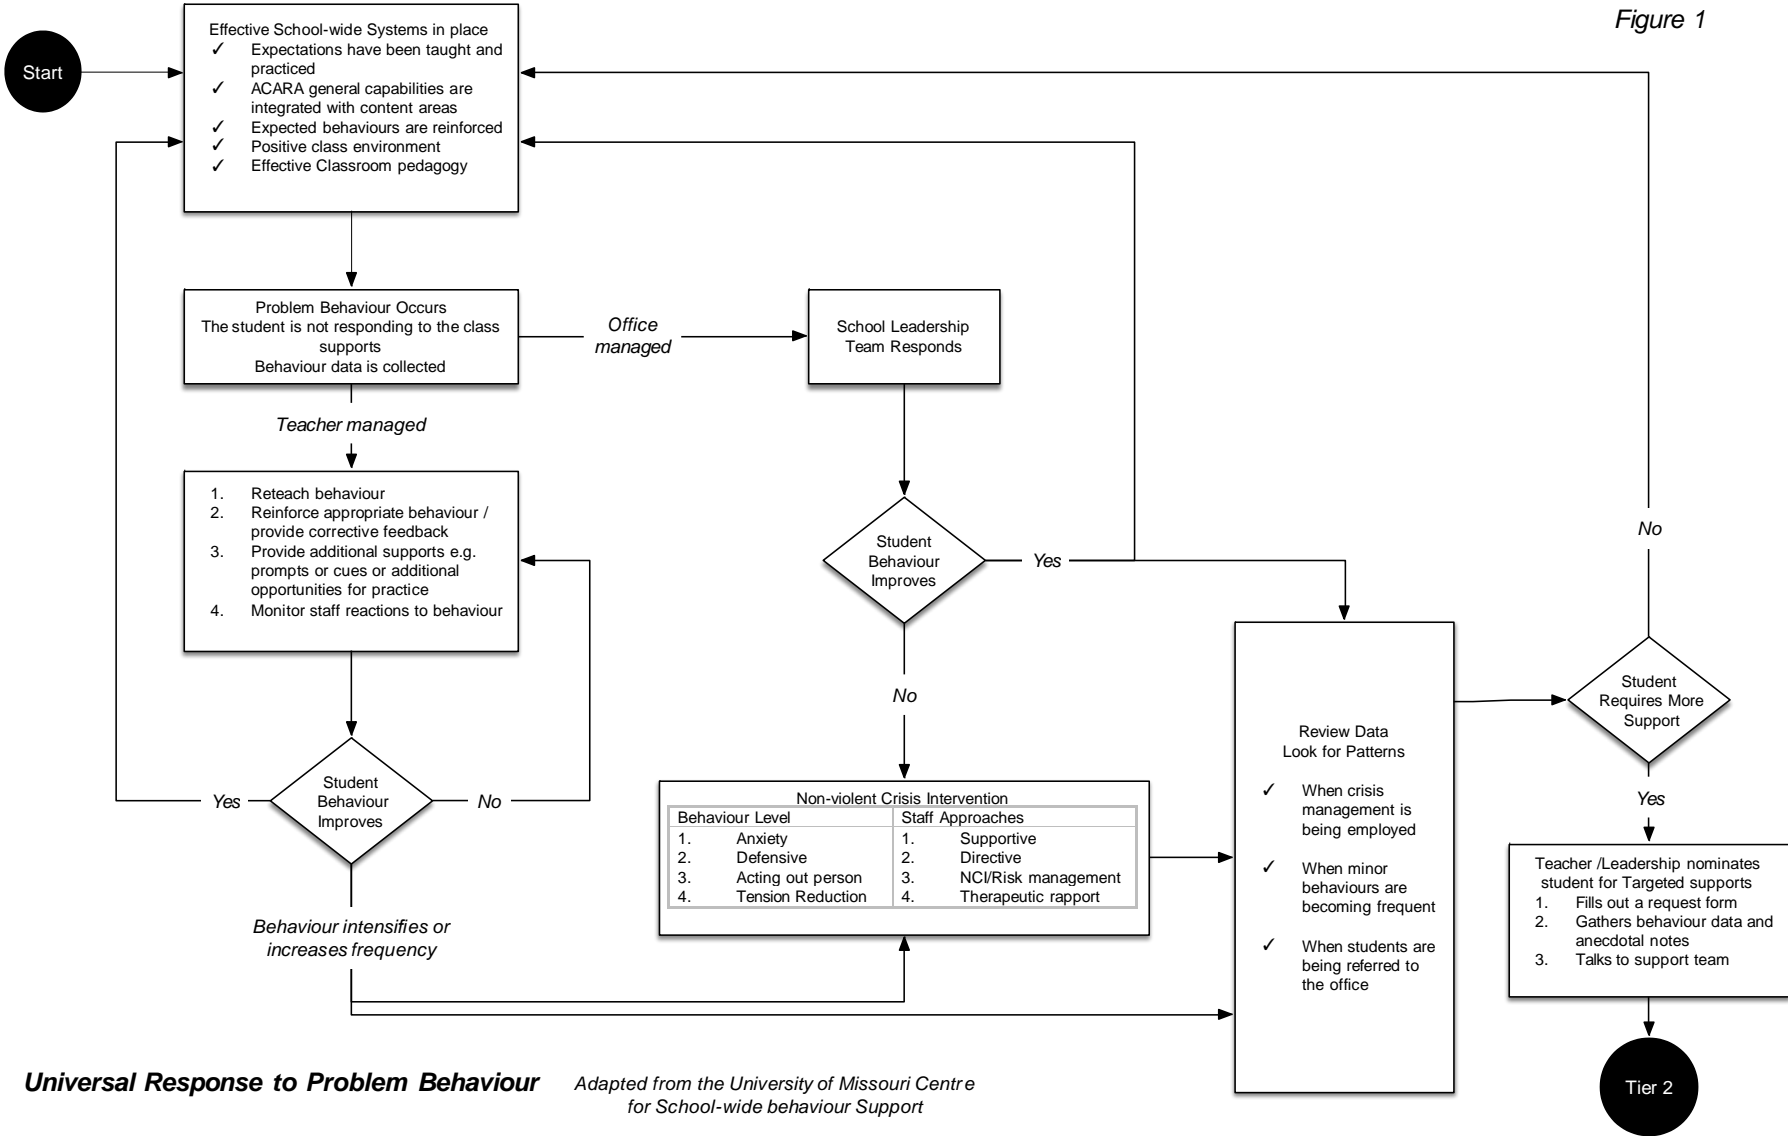 Figure 1
Start
Effective School-wide Systems in place
✓ Expectations have been taught and
practiced
✓ ACARA general capabilities are
integrated with content areas
✓ Expected behaviours are reinforced
✓ Positive class environment
✓ Effective Classroom pedagogy
Problem Behaviour Occurs
The student is not responding to the class
supports
Behaviour data is collected
Office
managed
School Leadership
Team Responds
Teacher managed
1. Reteach behaviour
2. Reinforce appropriate behaviour /
provide corrective feedback
3. Provide additional supports e.g.
prompts or cues or additional
opportunities for practice
4. Monitor staff reactions to behaviour
Student
Behaviour
Improves
Yes
No
No
Student
Requires More
Support
Yes
Student
Behaviour
Improves
Yes
No
Behaviour intensifies or
increases frequency
Non-violent Crisis Intervention
Behaviour Level Staff Approaches
1. Anxiety 1. Supportive
2. Defensive 2. Directive
3. Acting out person 3. NCI/Risk management
4. Tension Reduction 4. Therapeutic rapport
Review Data
Look for Patterns
✓ When crisis
management is
being employed
✓ When minor
behaviours are
becoming frequent
✓ When students are
being referred to
the office
Teacher /Leadership nominates
student for Targeted supports
1. Fills out a request form
2. Gathers behaviour data and
anecdotal notes
3. Talks to support team
Tier 2
Universal Response to Problem Behaviour
Adapted from the University of Missouri Centre
for School-wide behaviour Support